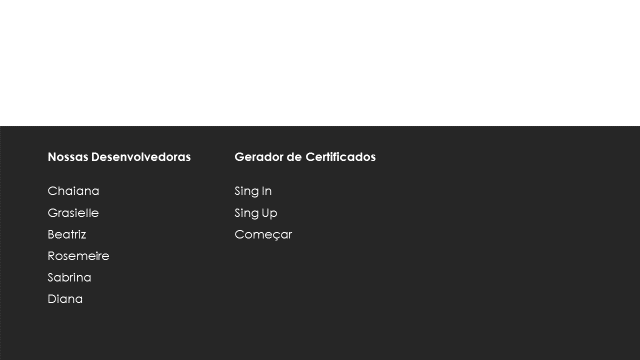 Nossas Desenvolvedoras
Chaiana
Grasielle
Beatriz
Rosemeire
Sabrina
Diana
Gerador de Certificados
Sing In
Sing Up
Começar